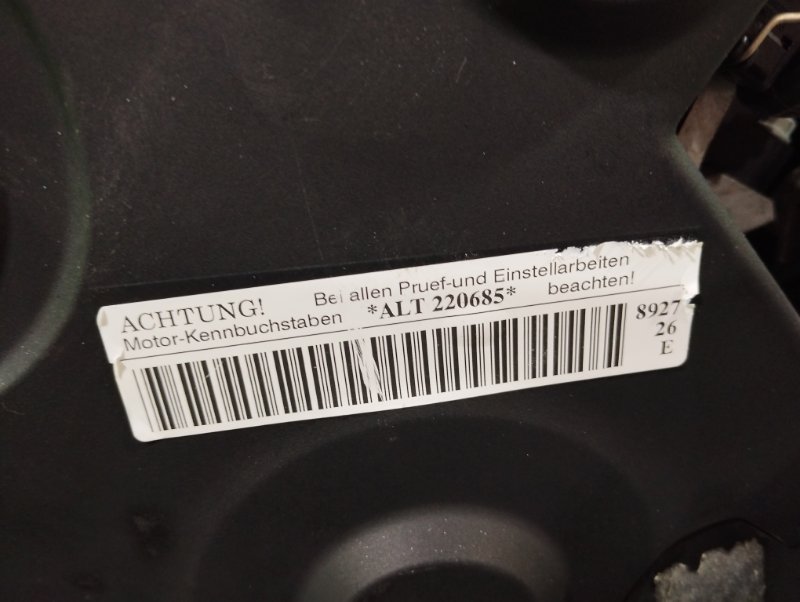 ACHTUNG! Bei allen Pruef-und Einstellarbeiten
Motor-Kennbuchstaben *ALT 220685* beachten!
8927
26
E